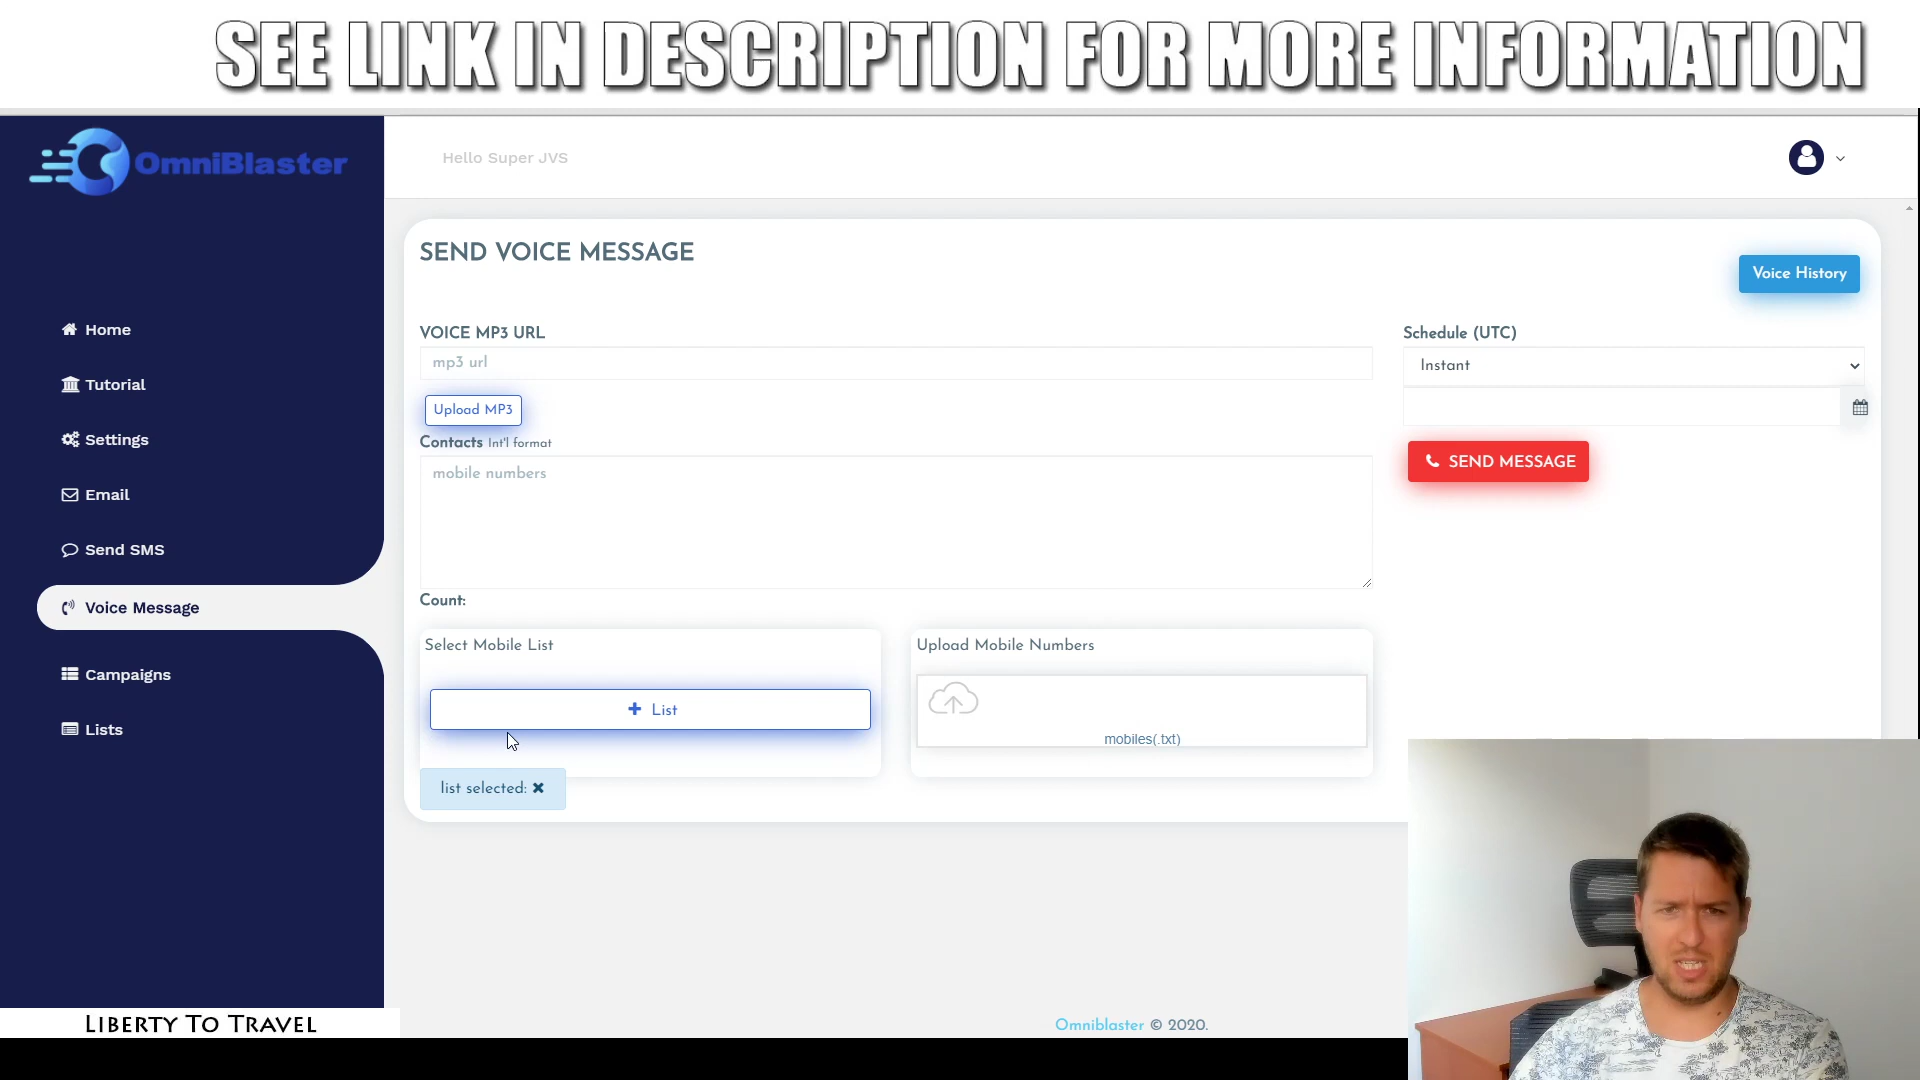 SEE LINK IN DESCRIPTION FOR MORE INFORMATION
OmniBlaster
Hello Super JVS
Home
Tutorial
Settings
Email
Send SMS
Voice Message
Campaigns
Lists
SEND VOICE MESSAGE
Voice History
VOICE MP3 URL
mp3 url
Upload MP3
Contacts Int'l format
mobile numbers
Count:
Schedule (UTC)
Instant
SEND MESSAGE
Select Mobile List
List
list selected:
Upload Mobile Numbers
mobiles(.txt)
Omniblaster © 2020.
LIBERTY TO TRAVEL